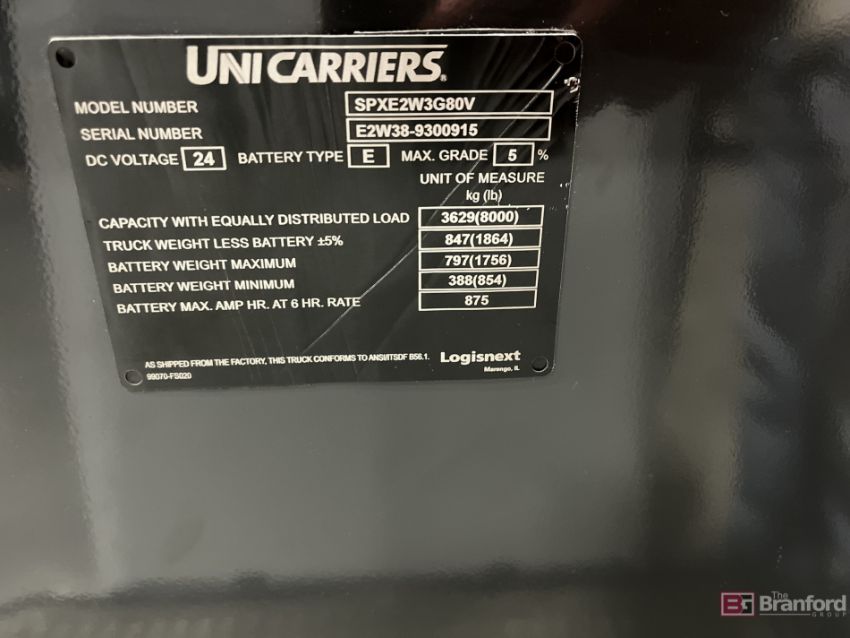 UNICARRIERS®
MODEL NUMBER SPXE2W3G80V
SERIAL NUMBER E2W38-9300915
DC VOLTAGE 24 BATTERY TYPE E MAX. GRADE 5 %
UNIT OF MEASURE
kg (lb)
CAPACITY WITH EQUALLY DISTRIBUTED LOAD 3629(8000)
TRUCK WEIGHT LESS BATTERY ±5% 847(1864)
BATTERY WEIGHT MAXIMUM 797(1756)
BATTERY WEIGHT MINIMUM 388(854)
BATTERY MAX. AMP HR. AT 6 HR. RATE 875
AS SHIPPED FROM THE FACTORY, THIS TRUCK CONFORMS TO ANSI/ITSDF B56.1. Logisnext
99070-FS020 Marengo, IL
BG The Branford GROUP